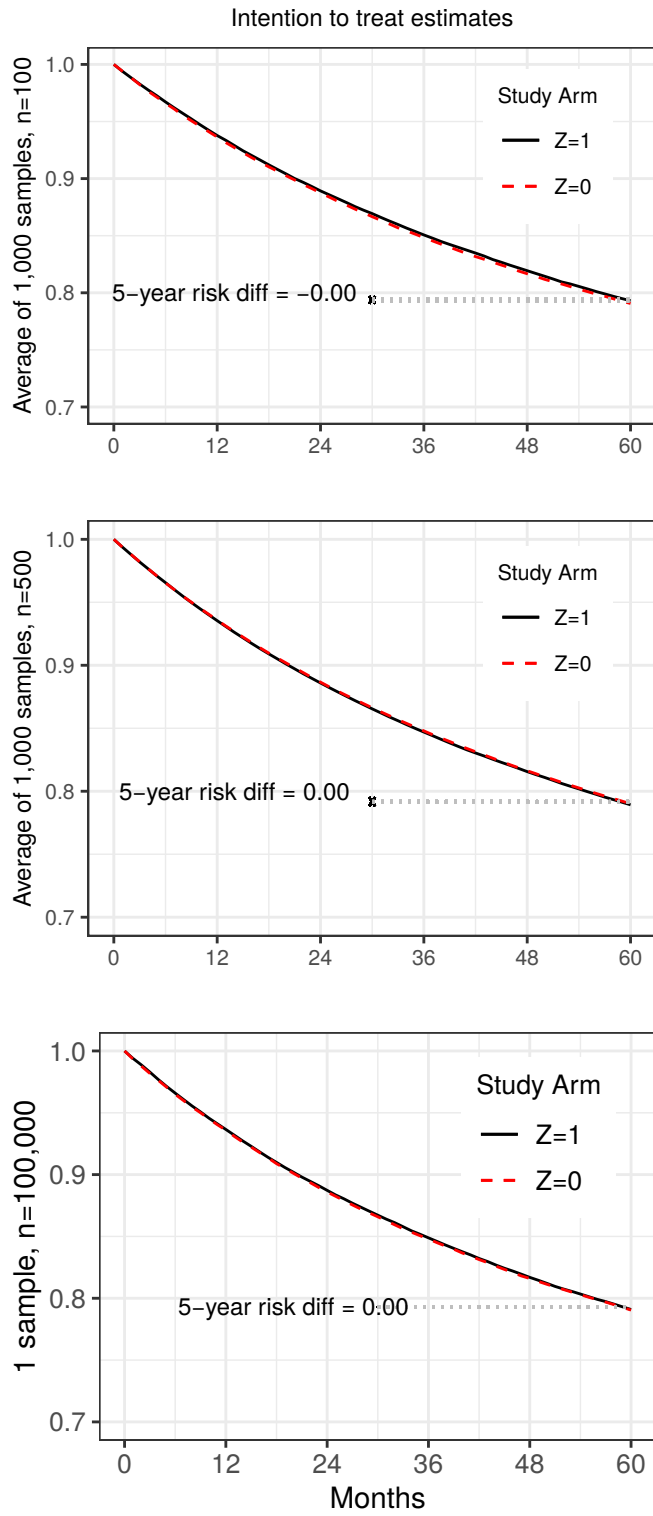 Intention to treat estimates
Average of 1,000 samples, n=100
1.0
0.9
0.8
0.7
Study Arm
Z=1
Z=0
5−year risk diff = −0.00
0 12 24 36 48 60
Average of 1,000 samples, n=500
1.0
0.9
0.8
0.7
Study Arm
Z=1
Z=0
5−year risk diff = 0.00
0 12 24 36 48 60
1 sample, n=100,000
1.0
0.9
0.8
0.7
Study Arm
Z=1
Z=0
5−year risk diff = 0.00
0 12 24 36 48 60
Months